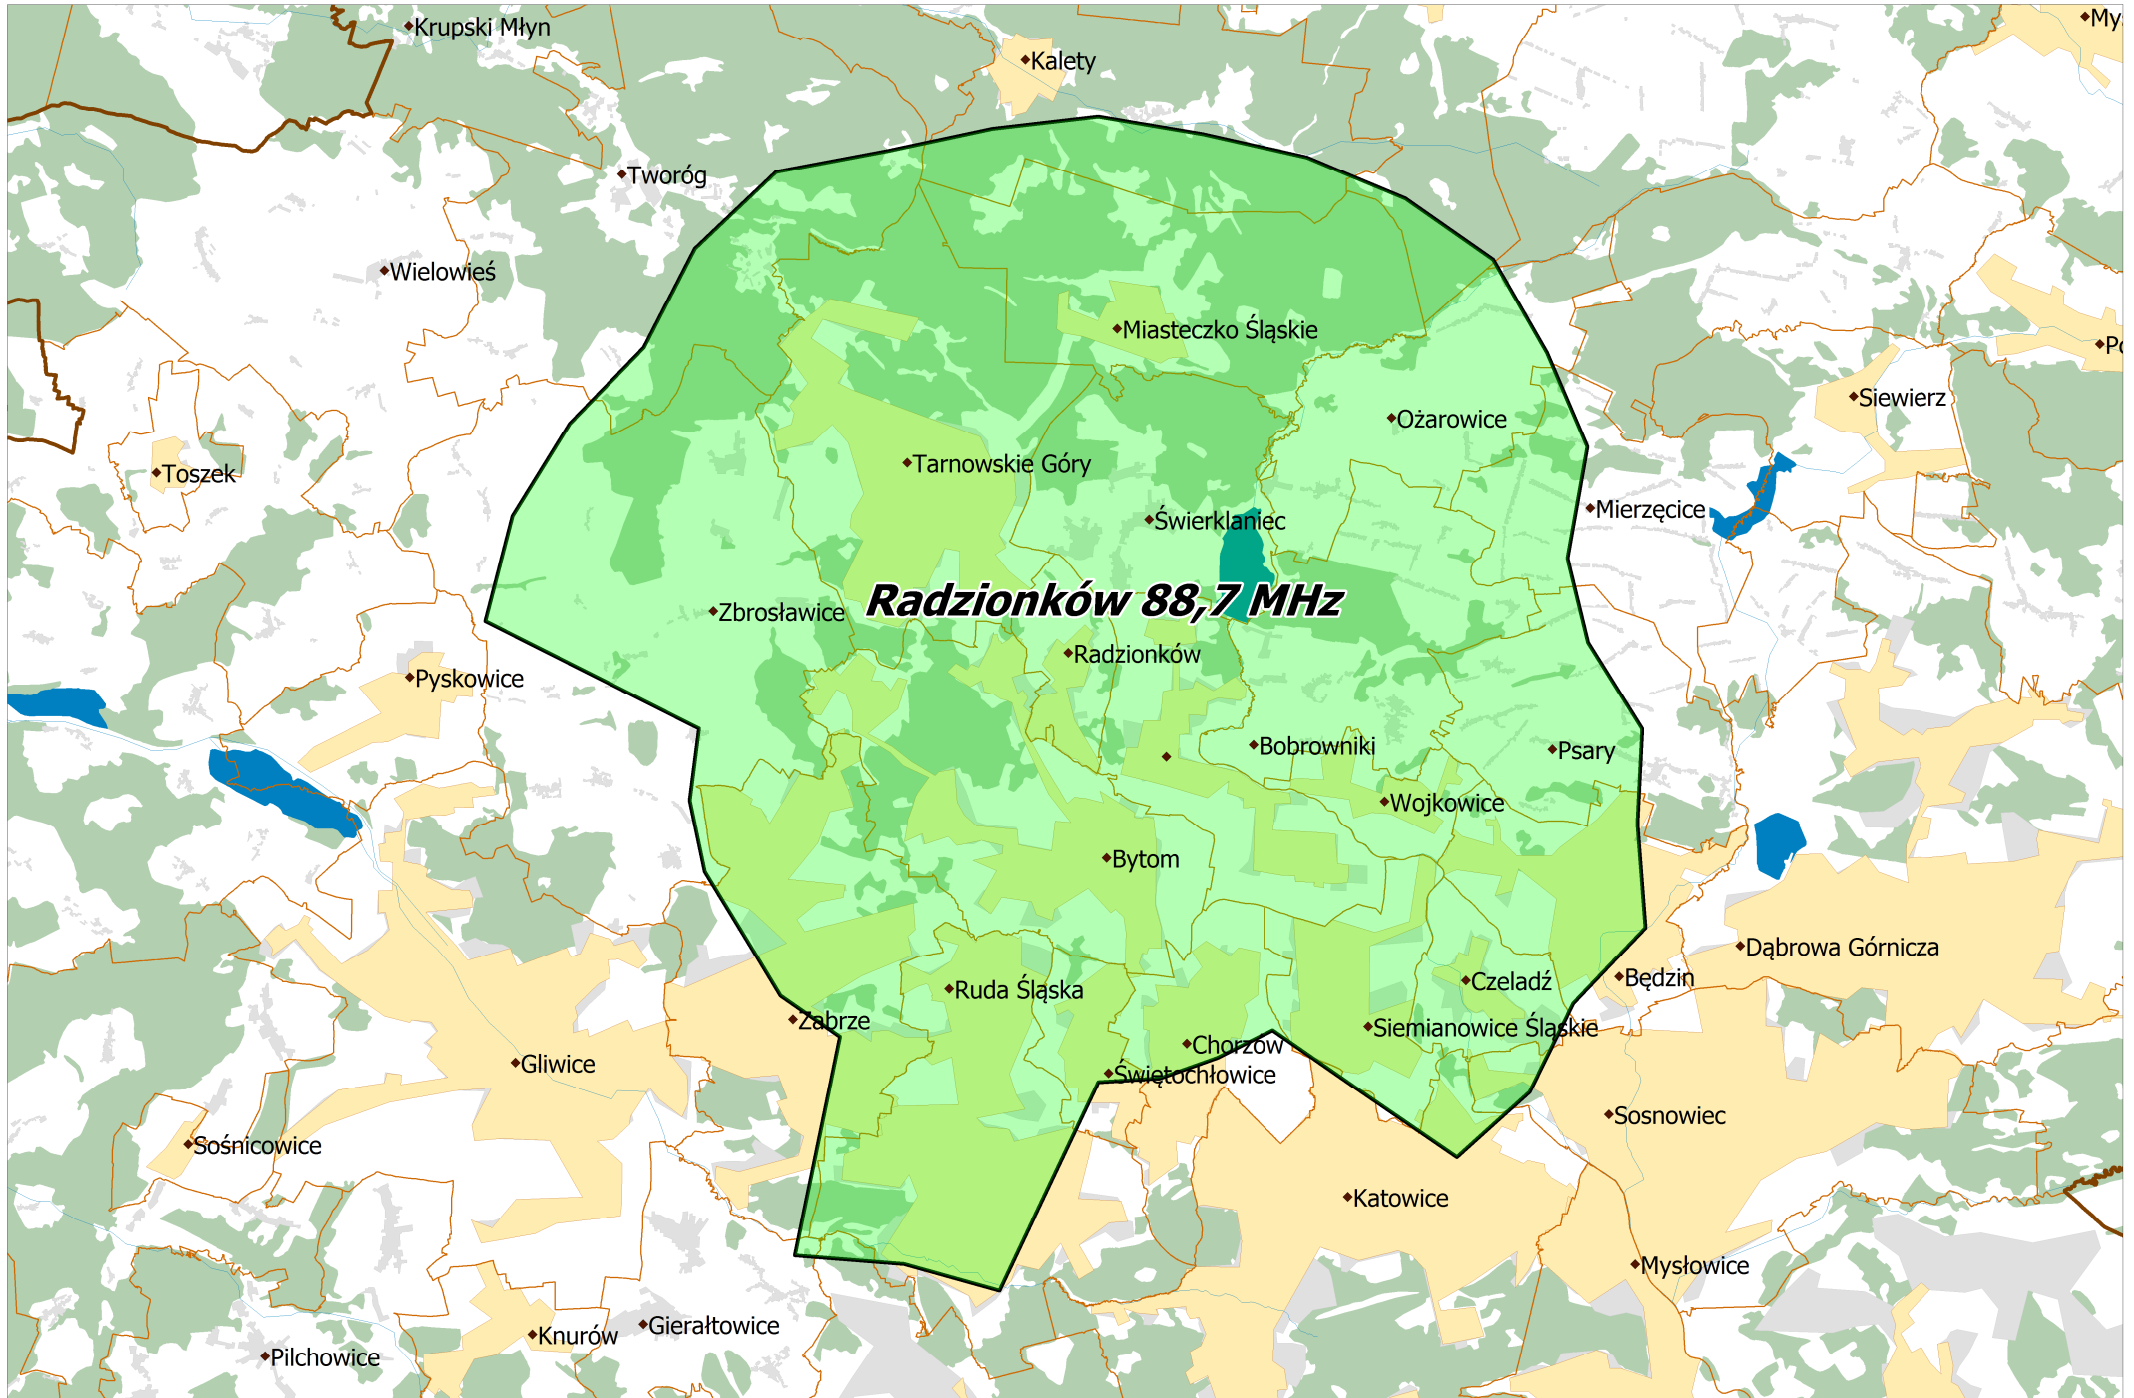 Krupski Młyn
My
Kalety
Tworóg
Wielowieś
Miasteczko Śląskie
Po
Siewierz
Ożarowice
Tarnowskie Góry
Toszek
Mierzęcice
Świerklaniec
Radzionków 88,7 MHz
Zbrosławice
Radzionków
Pyskowice
Bobrowniki
Psary
Wojkowice
Bytom
Dąbrowa Górnicza
Będzin
Czeladź
Ruda Śląska
Zabrze
Siemianowice Śląskie
Chorzów
Gliwice
Świętochłowice
Sosnowiec
Sośnicowice
Katowice
Mysłowice
Gierałtowice
Knurów
Pilchowice